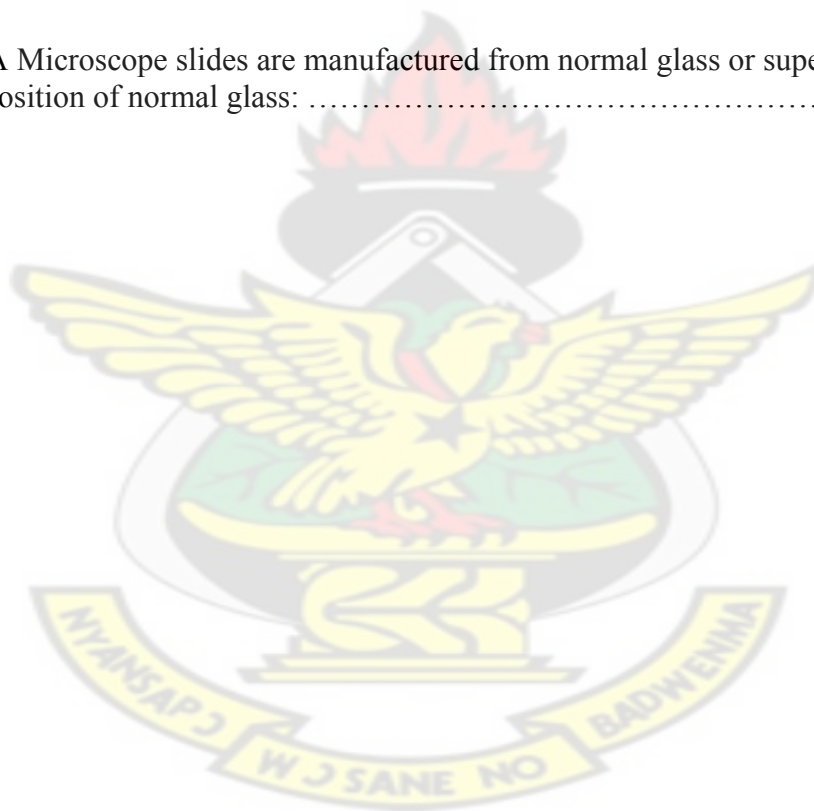 A Microscope slides are manufactured from normal glass or supe
osition of normal glass: ……………………………………………
NYANSAPƆ
WƆSANE NO
BADWENMA